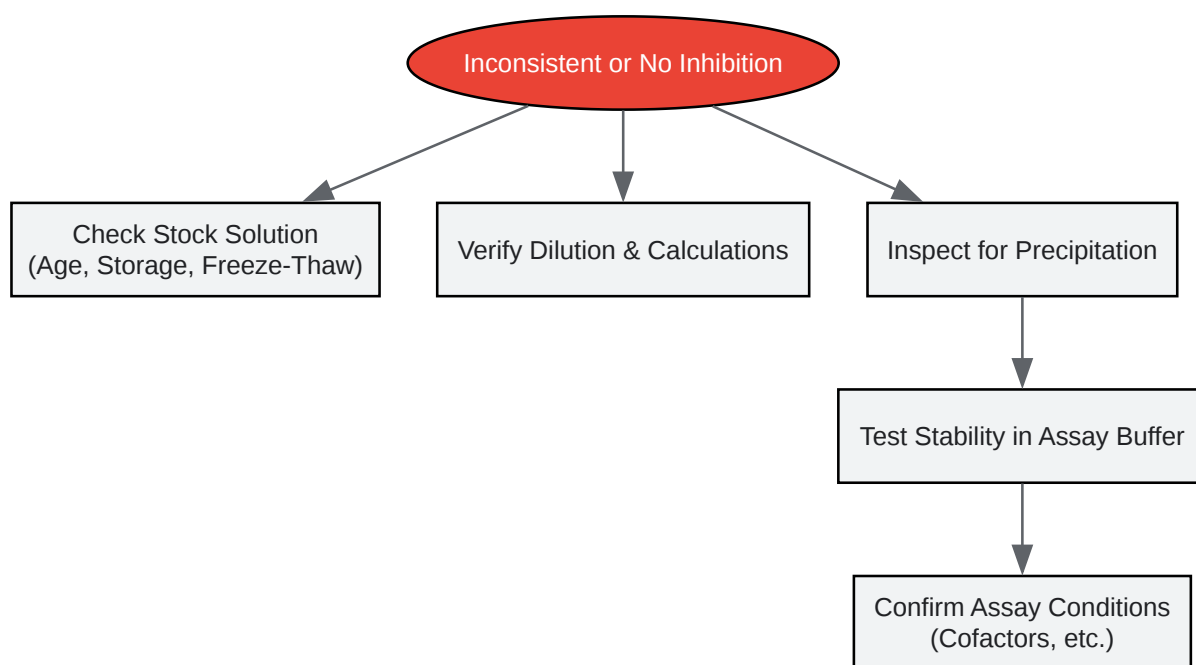 Inconsistent or No Inhibition
Check Stock Solution
(Age, Storage, Freeze-Thaw)
Verify Dilution & Calculations
Inspect for Precipitation
Test Stability in Assay Buffer
Confirm Assay Conditions
(Cofactors, etc.)